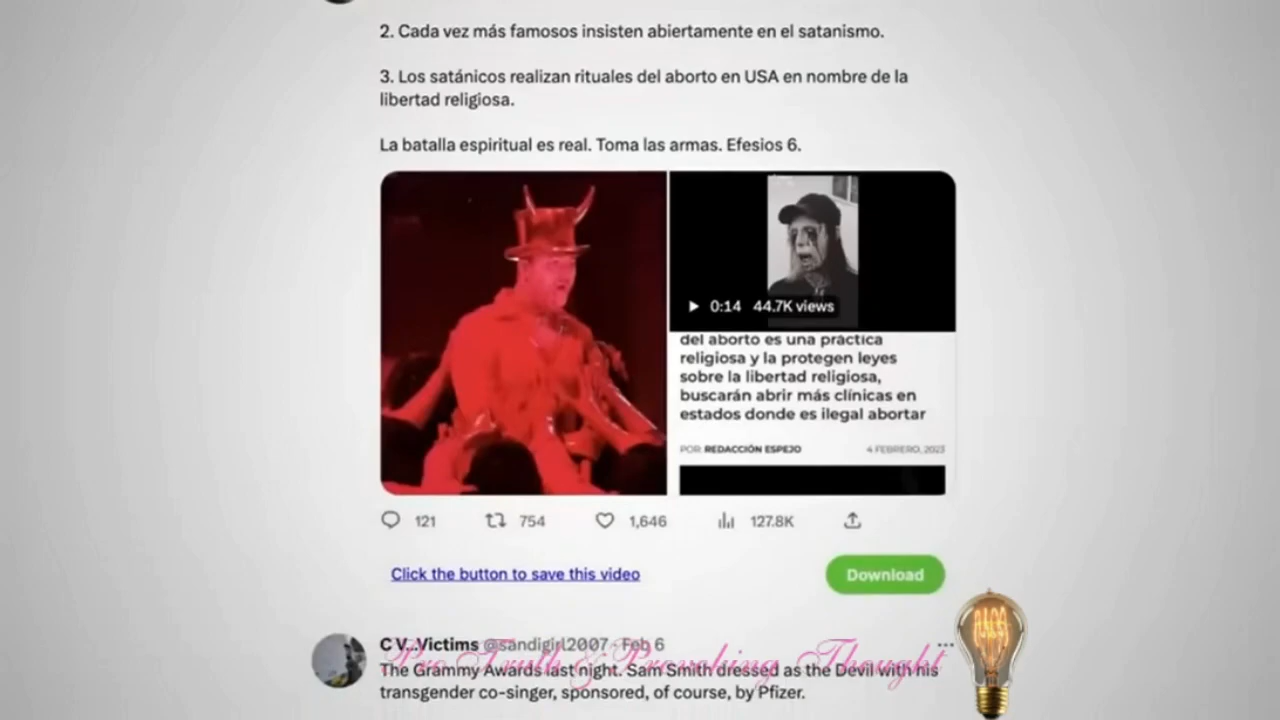 2. Cada vez más famosos insisten abiertamente en el satanismo.
3. Los satánicos realizan rituales del aborto en USA en nombre de la
libertad religiosa.
La batalla espiritual es real. Toma las armas. Efesios 6.
0:14 44.7K views
del aborto es una práctica
religiosa y la protegen leyes
sobre la libertad religiosa,
buscarán abrir más clínicas en
estados donde es ilegal abortar
POR REDACCIÓN ESPEJO 4 FEBRERO, 2023
121 754 1,646 127.8K
Click the button to save this video
Download
C V...Victims @sandigirl2007 · Feb 6
Pro Truth & Provoking Thought
The Grammy Awards last night. Sam Smith dressed as the Devil with his
transgender co-singer, sponsored, of course, by Pfizer.